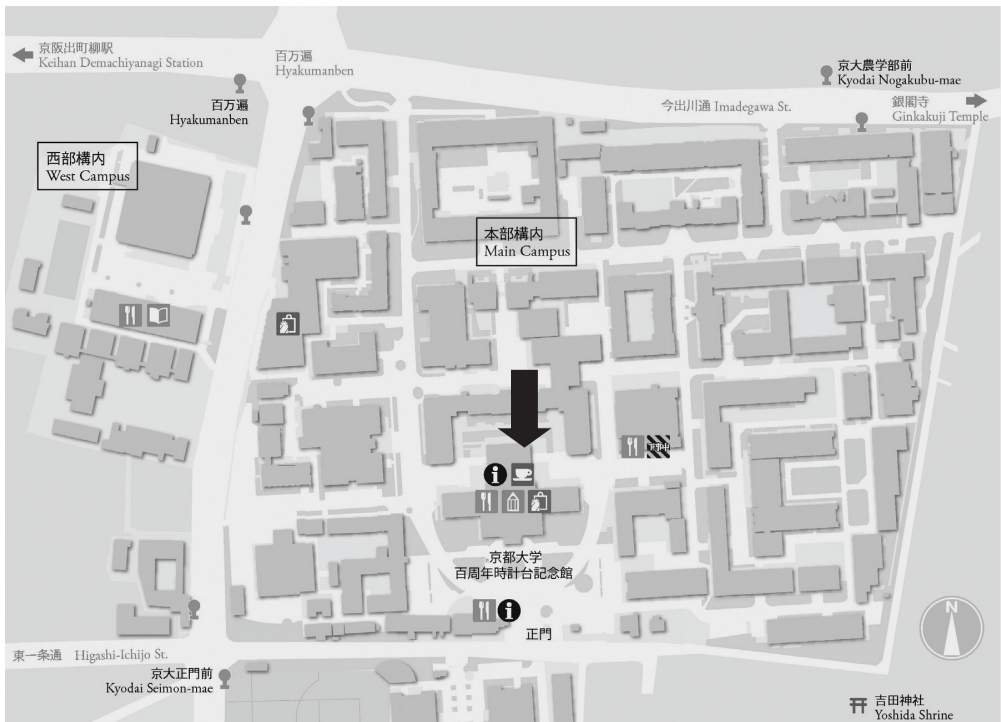 京阪出町柳駅
Keihan Demachiyanagi Station
百万遍
Hyakumanben
百万遍
Hyakumanben
京大農学部前
Kyodai Nogakubu-mae
今出川通 Imadegawa St.
銀閣寺
Ginkakuji Temple
西部構内
West Campus
本部構内
Main Campus
工事中
京都大学
百周年時計台記念館
正門
東一条通 Higashi-Ichijo St.
京大正門前
Kyodai Seimon-mae
N
吉田神社
Yoshida Shrine